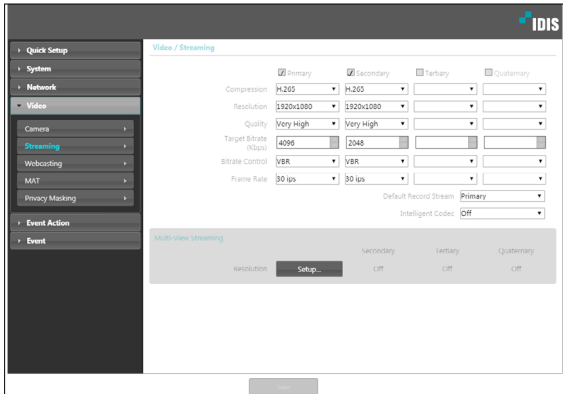 IDIS
Quick Setup
System
Network
Video
Camera
Streaming
Webcasting
MAT
Privacy Masking
Event Action
Event
Video / Streaming
Primary Secondary Tertiary Quaternary
Compression H.265 H.265
Resolution 1920x1080 1920x1080
Quality Very High Very High
Target Bitrate (Kbps) 4096 2048
Bitrate Control VBR VBR
Frame Rate 30 ips 30 ips
Default Record Stream Primary
Intelligent Codec Off
Multi-View Streaming
Secondary Tertiary Quaternary
Resolution Setup... Off Off Off
Save